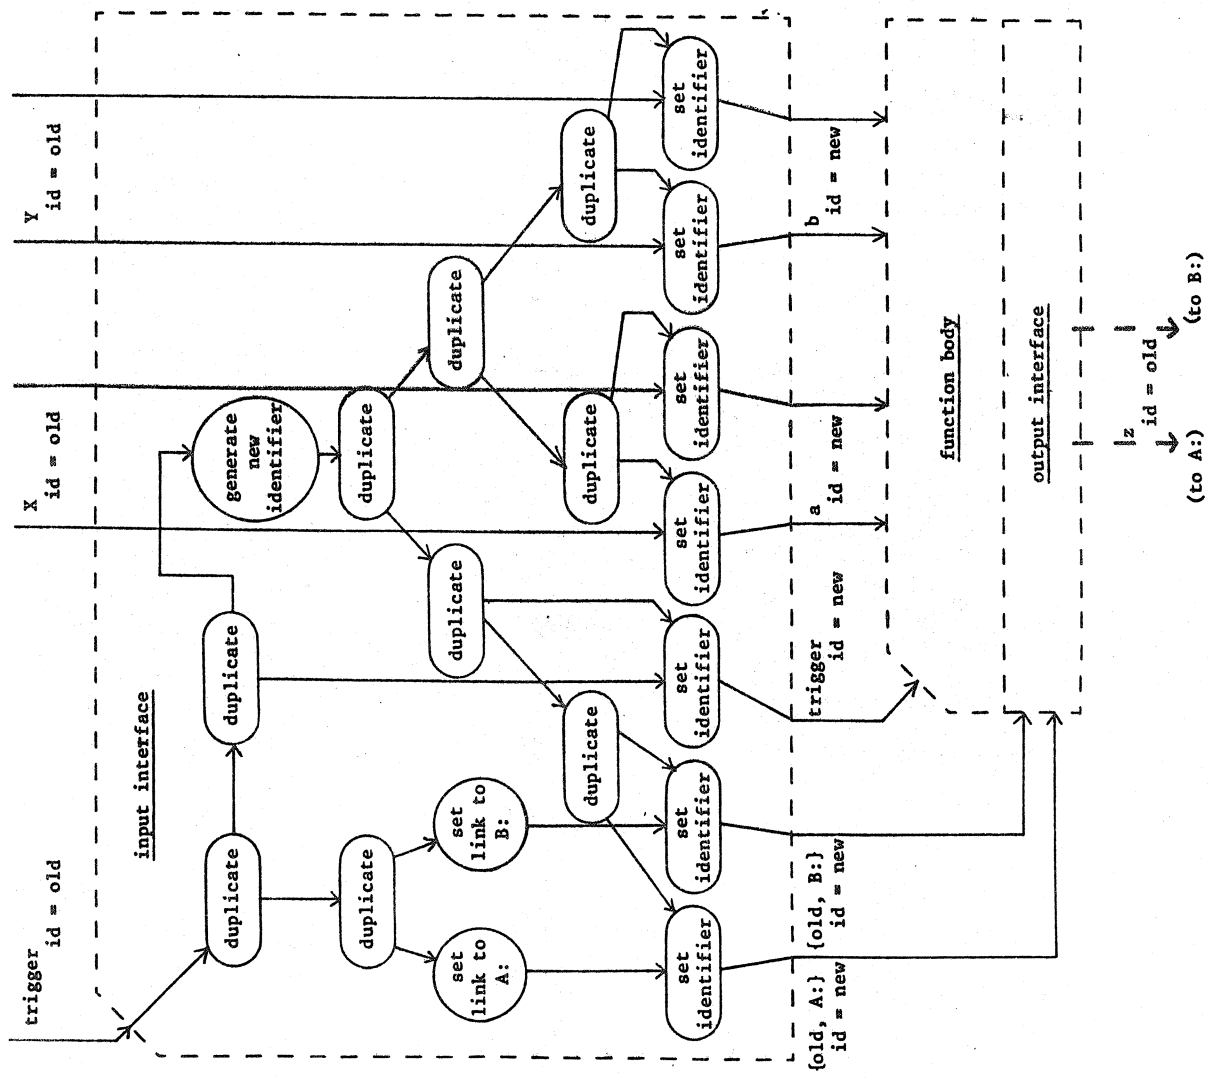 trigger
id = old
X
id = old
Y
id = old
input interface
duplicate
duplicate
generate
new
identifier
duplicate
duplicate
set
link to
A:
set
link to
B:
duplicate
duplicate
duplicate
duplicate
duplicate
set
identifier
set
identifier
set
identifier
set
identifier
set
identifier
set
identifier
set
identifier
{old, A:}
id = new
{old, B:}
id = new
trigger
id = new
a
id = new
b
id = new
function body
output interface
z
id = old
(to A:)
(to B:)